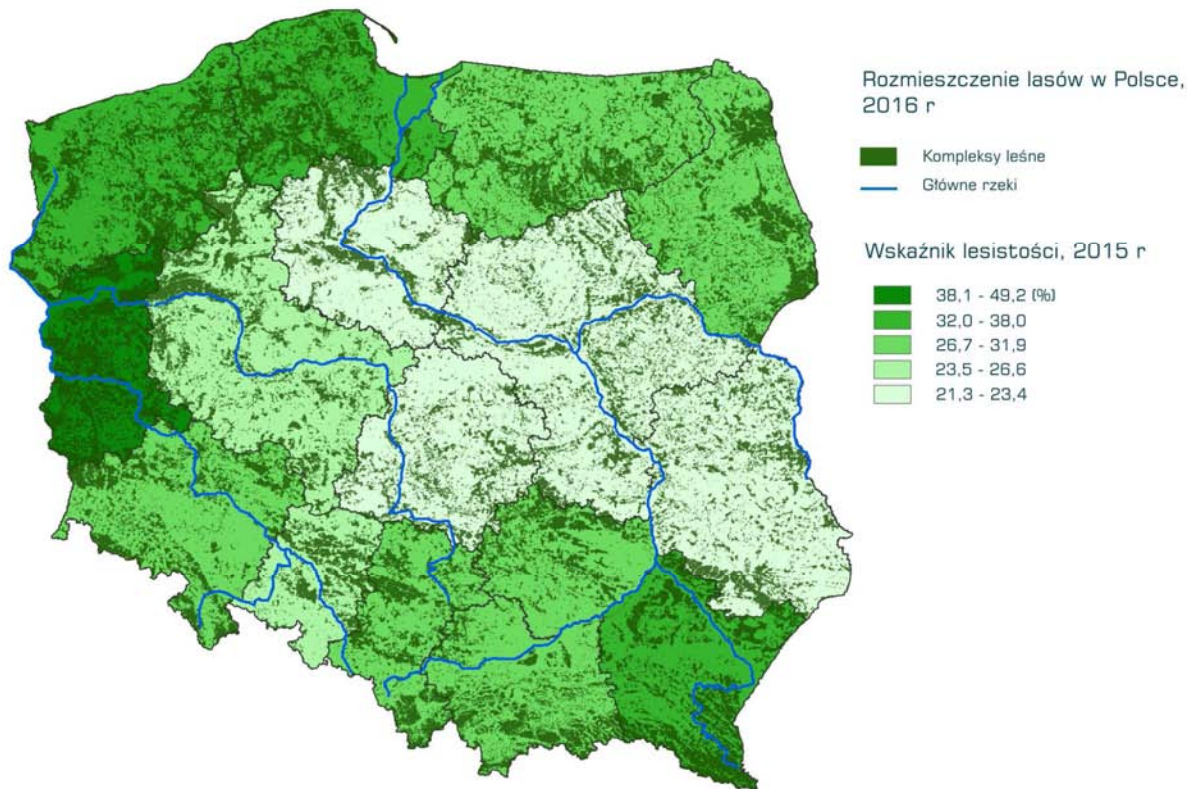 Rozmieszczenie lasów w Polsce,
2016 r
Kompleksy leśne
Główne rzeki
Wskaźnik lesistości, 2015 r
38,1 - 49,2 (%)
32,0 - 38,0
26,7 - 31,9
23,5 - 26,6
21,3 - 23,4